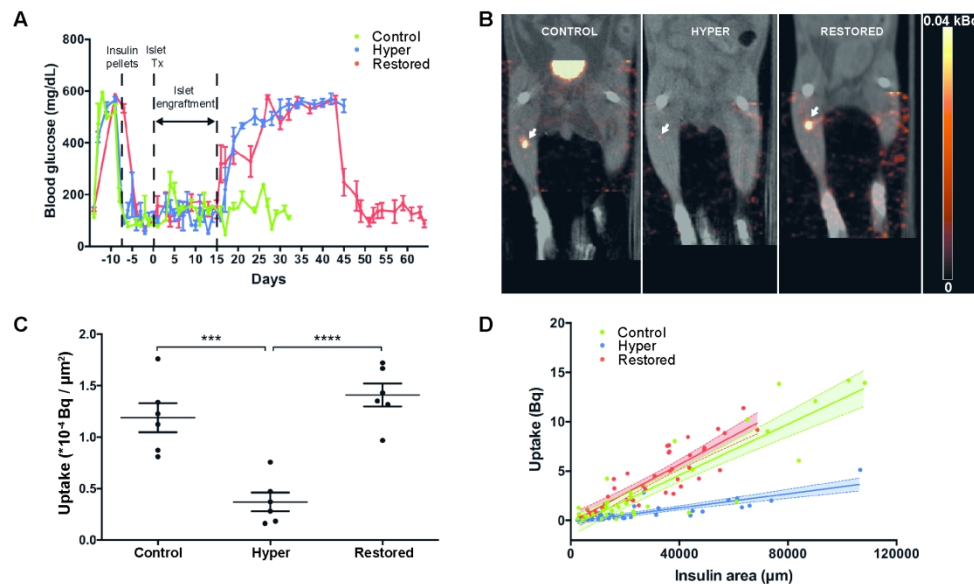 A
Insulin pellets
Islet Tx
Islet engraftment
Control
Hyper
Restored
Blood glucose (mg/dL)
800
600
400
200
0
-10 -5 0 5 10 15 20 25 30 35 40 45 50 55 60
Days
B
CONTROL
HYPER
RESTORED
0.04 kBq
0
C
Uptake (*10⁻⁴ Bq / µm²)
2.0
1.5
1.0
0.5
0.0
***
****
Control
Hyper
Restored
D
Control
Hyper
Restored
Uptake (Bq)
20
15
10
5
0
40000 80000 120000
Insulin area (µm)